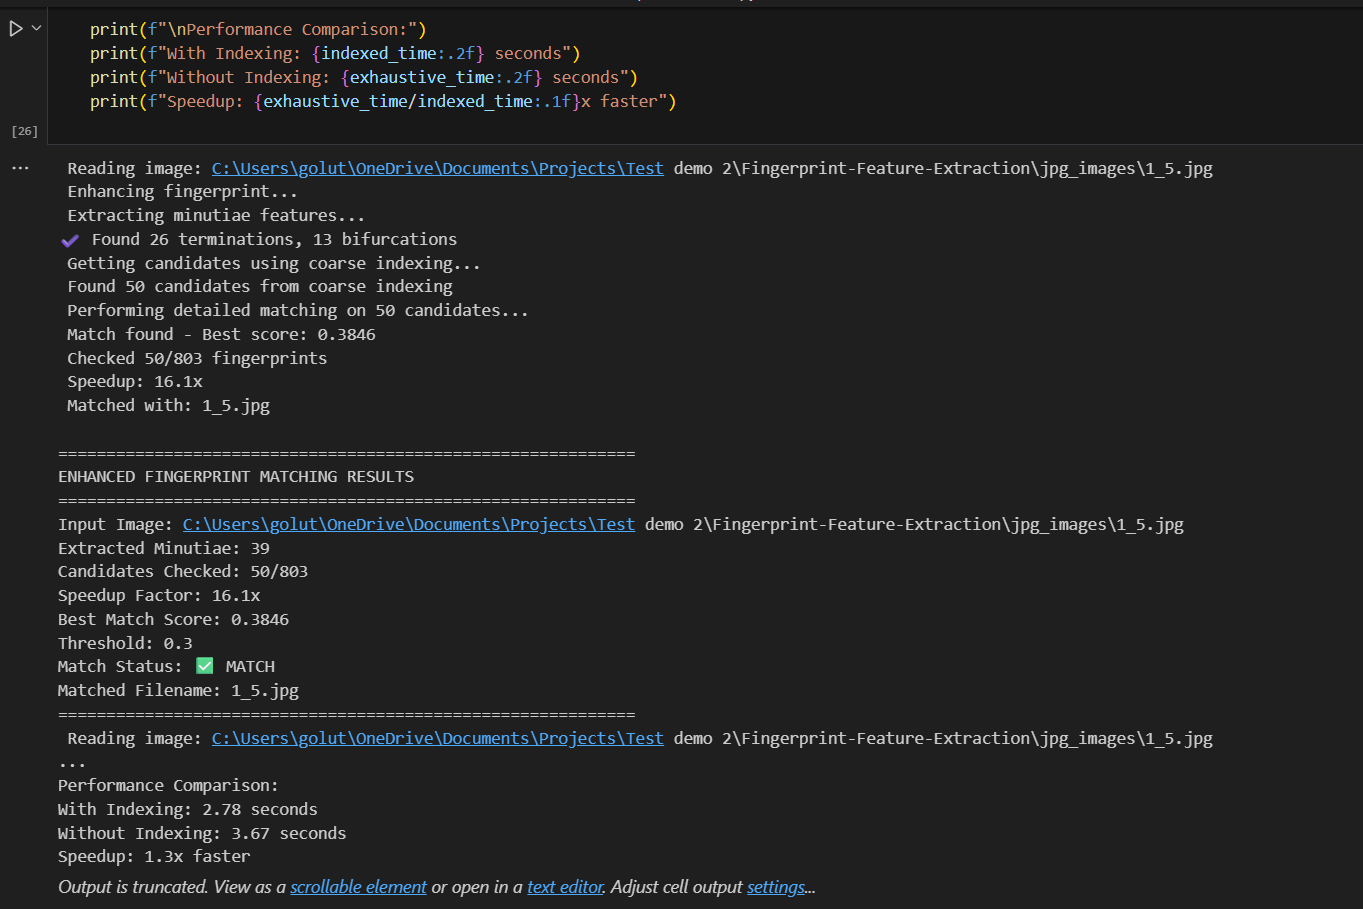 print(f"\nPerformance Comparison:")
print(f"With Indexing: {indexed_time:.2f} seconds")
print(f"Without Indexing: {exhaustive_time:.2f} seconds")
print(f"Speedup: {exhaustive_time/indexed_time:.1f}x faster")
[26]
... Reading image: C:\Users\golut\OneDrive\Documents\Projects\Test demo 2\Fingerprint-Feature-Extraction\jpg_images\1_5.jpg
Enhancing fingerprint...
Extracting minutiae features...
✔ Found 26 terminations, 13 bifurcations
Getting candidates using coarse indexing...
Found 50 candidates from coarse indexing
Performing detailed matching on 50 candidates...
Match found - Best score: 0.3846
Checked 50/803 fingerprints
Speedup: 16.1x
Matched with: 1_5.jpg
============================================================
ENHANCED FINGERPRINT MATCHING RESULTS
============================================================
Input Image: C:\Users\golut\OneDrive\Documents\Projects\Test demo 2\Fingerprint-Feature-Extraction\jpg_images\1_5.jpg
Extracted Minutiae: 39
Candidates Checked: 50/803
Speedup Factor: 16.1x
Best Match Score: 0.3846
Threshold: 0.3
Match Status: ✅ MATCH
Matched Filename: 1_5.jpg
============================================================
Reading image: C:\Users\golut\OneDrive\Documents\Projects\Test demo 2\Fingerprint-Feature-Extraction\jpg_images\1_5.jpg
...
Performance Comparison:
With Indexing: 2.78 seconds
Without Indexing: 3.67 seconds
Speedup: 1.3x faster
Output is truncated. View as a scrollable element or open in a text editor. Adjust cell output settings...